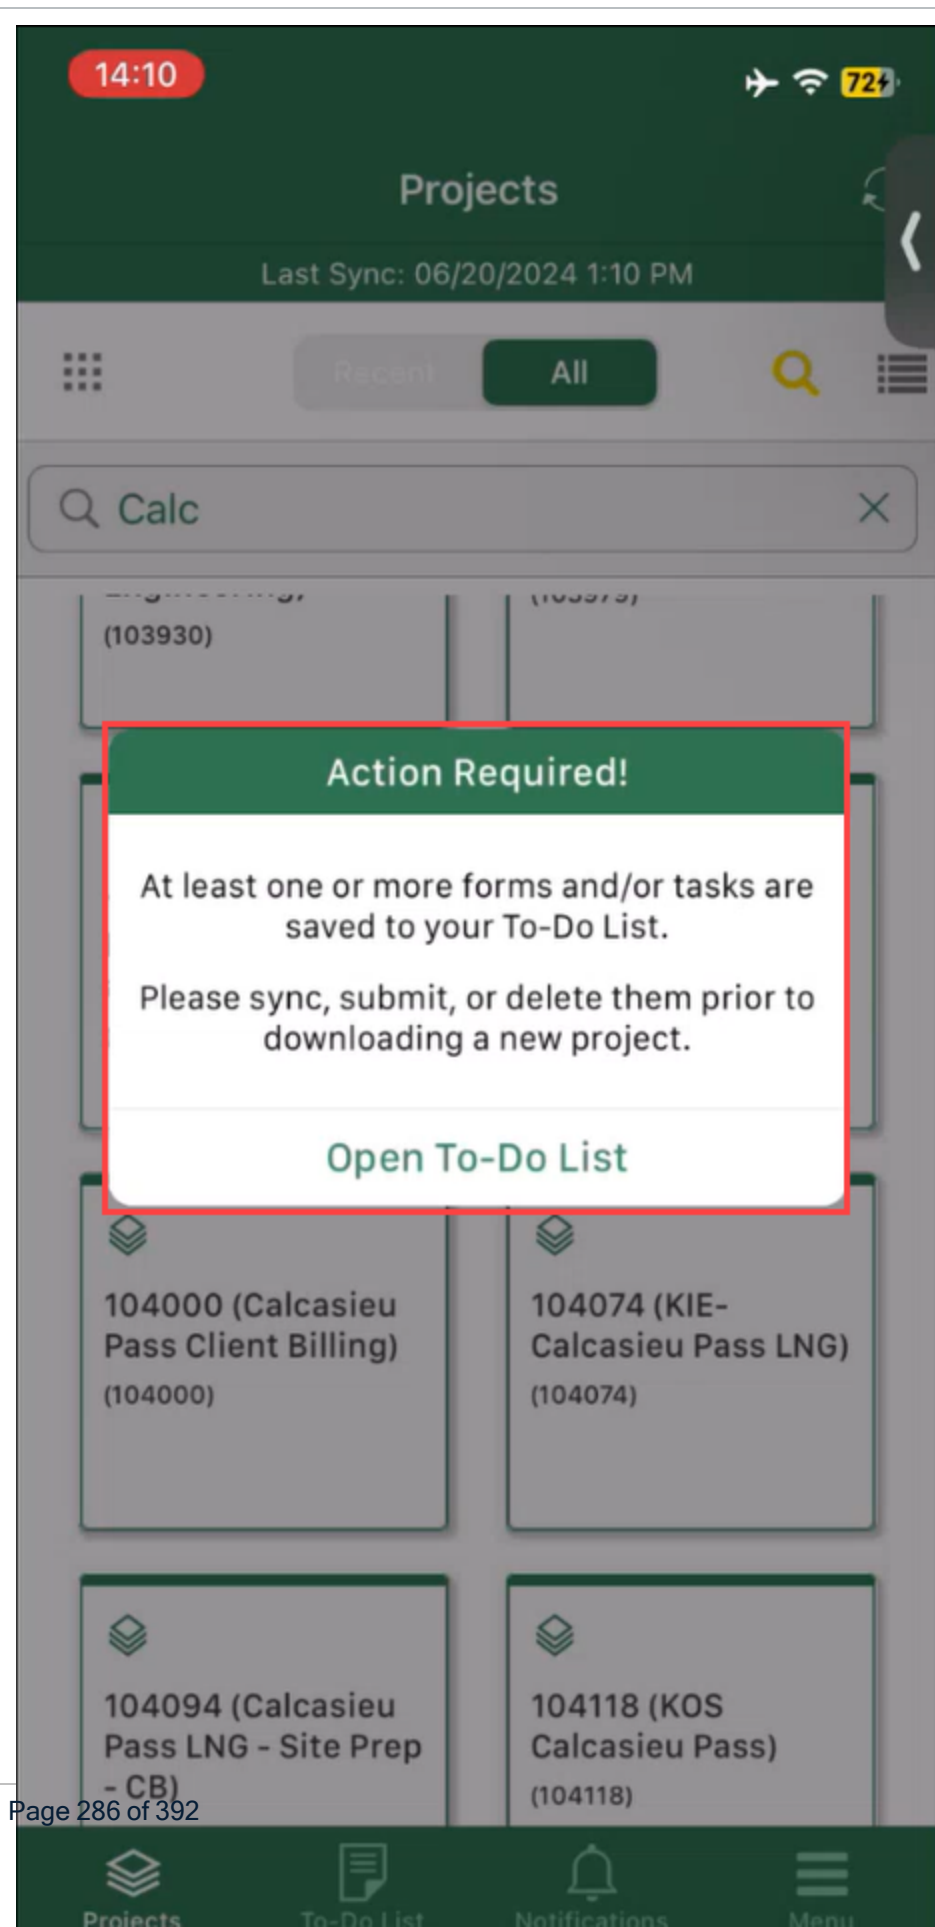 14:10
72
Projects
Last Sync: 06/20/2024 1:10 PM
Recent All
Calc
(103930)
(103979)
Action Required!
At least one or more forms and/or tasks are
saved to your To-Do List.
Please sync, submit, or delete them prior to
downloading a new project.
Open To-Do List
104000 (Calcasieu
Pass Client Billing)
(104000)
104074 (KIE-
Calcasieu Pass LNG)
(104074)
104094 (Calcasieu
Pass LNG - Site Prep
- CB)
104118 (KOS
Calcasieu Pass)
(104118)
Page 286 of 392
Projects To-Do List Notifications Menu